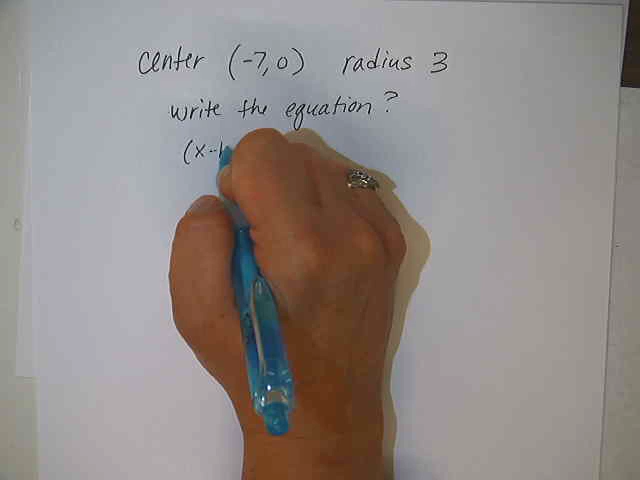 center (-7,0) radius 3
write the equation?
(x-h